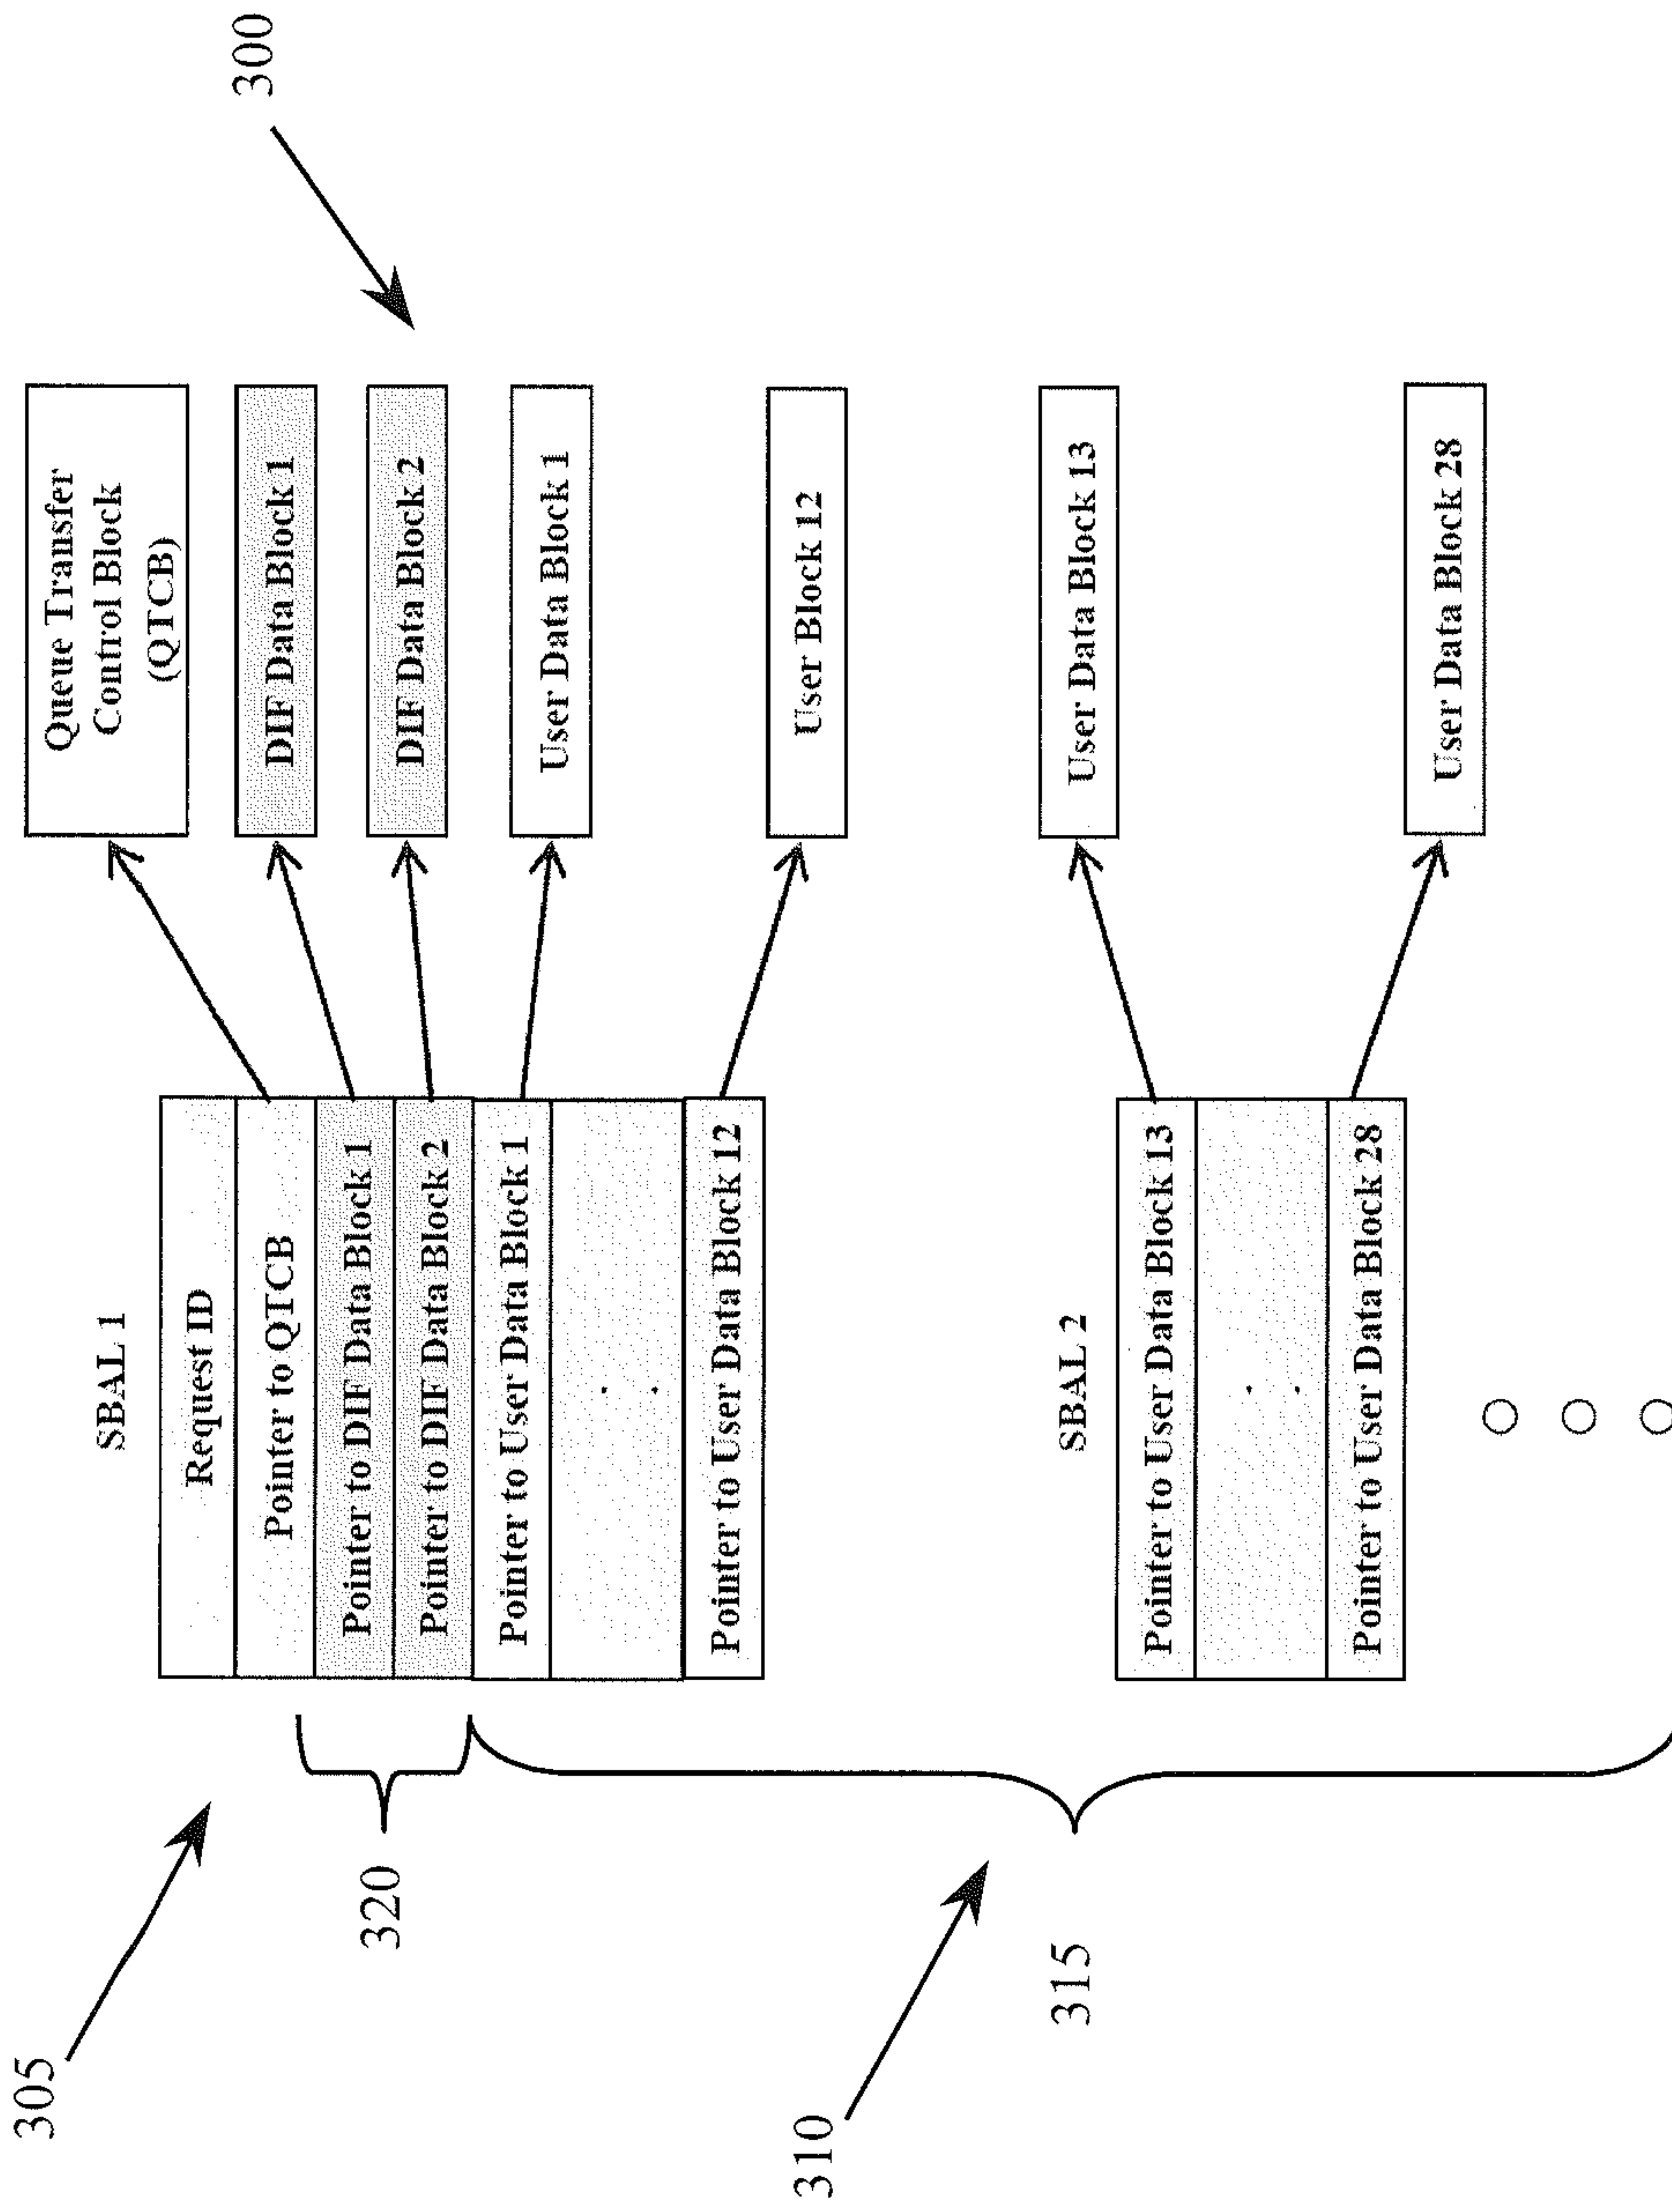 300
305
SBAL 1
Request ID
Pointer to QTCB
Pointer to DIF Data Block 1
Pointer to DIF Data Block 2
Pointer to User Data Block 1
Pointer to User Data Block 12
Queue Transfer
Control Block
(QTCB)
DIF Data Block 1
DIF Data Block 2
User Data Block 1
User Block 12
320
310
315
SBAL 2
Pointer to User Data Block 13
Pointer to User Data Block 28
User Data Block 13
User Data Block 28